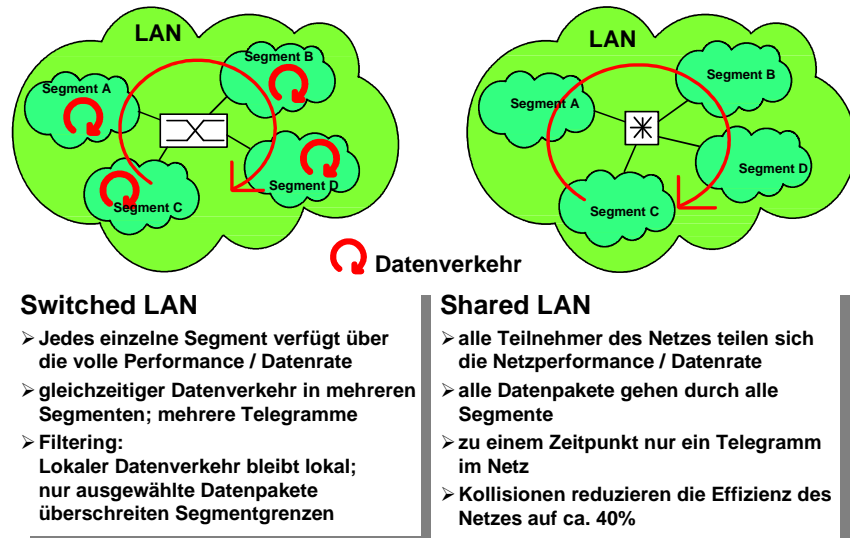 LAN
Segment B
Segment A
Segment D
Segment C
LAN
Segment B
Segment A
Segment D
Segment C
Datenverkehr
Switched LAN
➢ Jedes einzelne Segment verfügt über
die volle Performance / Datenrate
➢ gleichzeitiger Datenverkehr in mehreren
Segmenten; mehrere Telegramme
➢ Filtering:
Lokaler Datenverkehr bleibt lokal;
nur ausgewählte Datenpakete
überschreiten Segmentgrenzen
Shared LAN
➢ alle Teilnehmer des Netzes teilen sich
die Netzperformance / Datenrate
➢ alle Datenpakete gehen durch alle
Segmente
➢ zu einem Zeitpunkt nur ein Telegramm
im Netz
➢ Kollisionen reduzieren die Effizienz des
Netzes auf ca. 40%